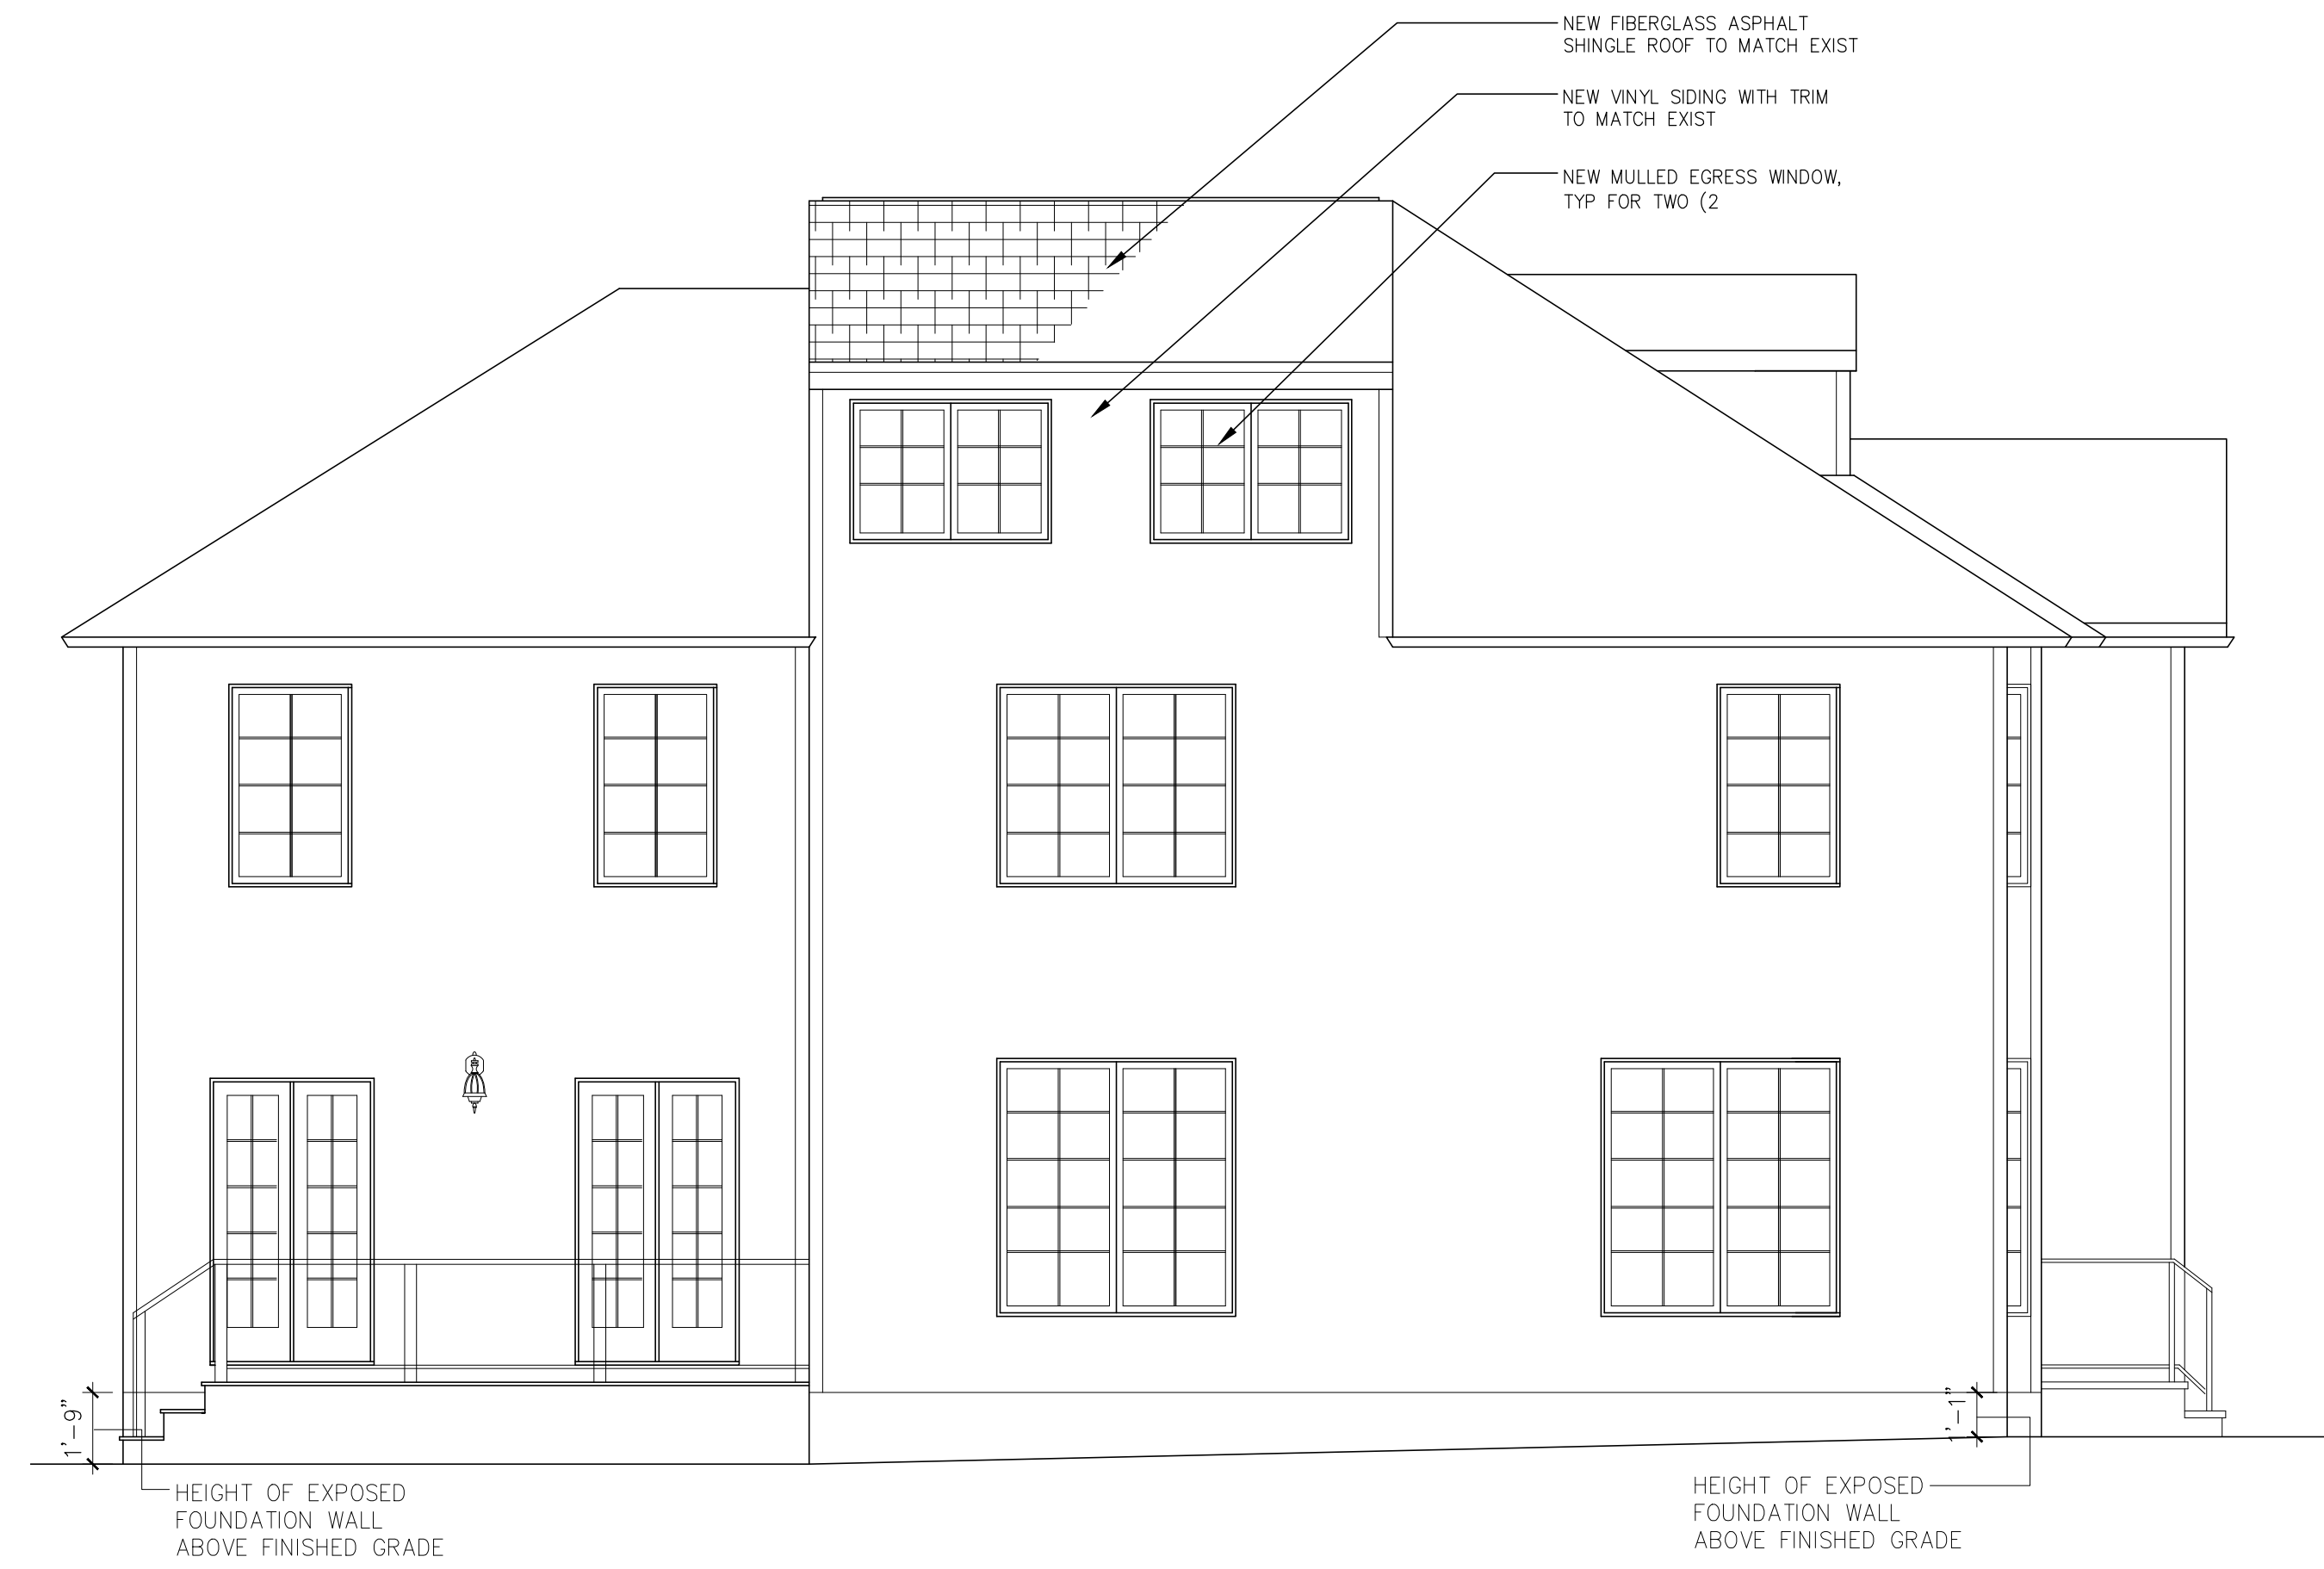 NEW FIBERGLASS ASPHALT
SHINGLE ROOF TO MATCH EXIST
NEW VINYL SIDING WITH TRIM
TO MATCH EXIST
NEW MULLED EGRESS WINDOW,
TYP FOR TWO (2
1'-9"
1'-1"
HEIGHT OF EXPOSED
FOUNDATION WALL
ABOVE FINISHED GRADE
HEIGHT OF EXPOSED
FOUNDATION WALL
ABOVE FINISHED GRADE